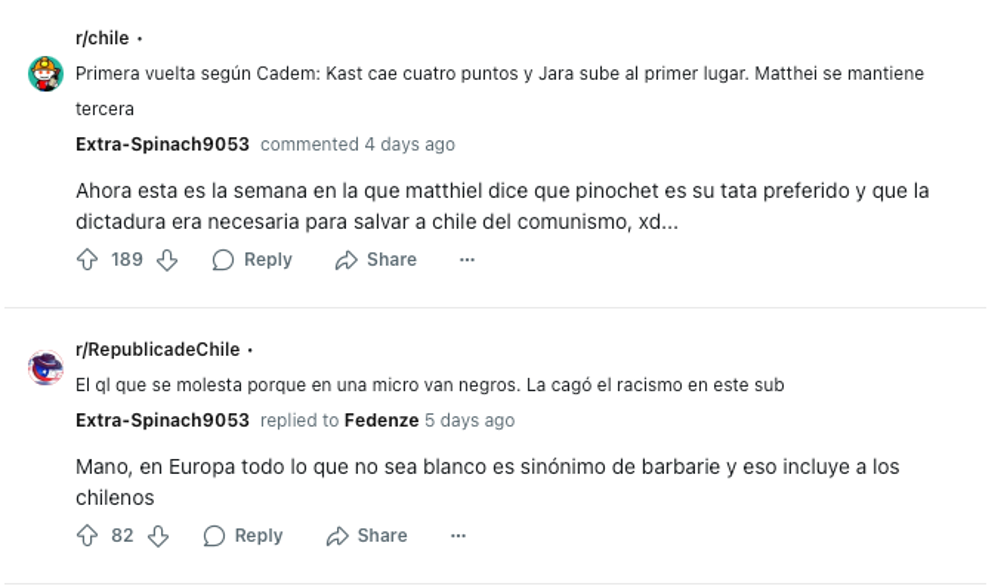 r/chile •
Primera vuelta según Cadem: Kast cae cuatro puntos y Jara sube al primer lugar. Matthei se mantiene
tercera
Extra-Spinach9053 commented 4 days ago
Ahora esta es la semana en la que matthiel dice que pinochet es su tata preferido y que la
dictadura era necesaria para salvar a chile del comunismo, xd...
189 Reply Share ...
r/RepublicadeChile •
El ql que se molesta porque en una micro van negros. La cagó el racismo en este sub
Extra-Spinach9053 replied to Fedenze 5 days ago
Mano, en Europa todo lo que no sea blanco es sinónimo de barbarie y eso incluye a los
chilenos
82 Reply Share ...